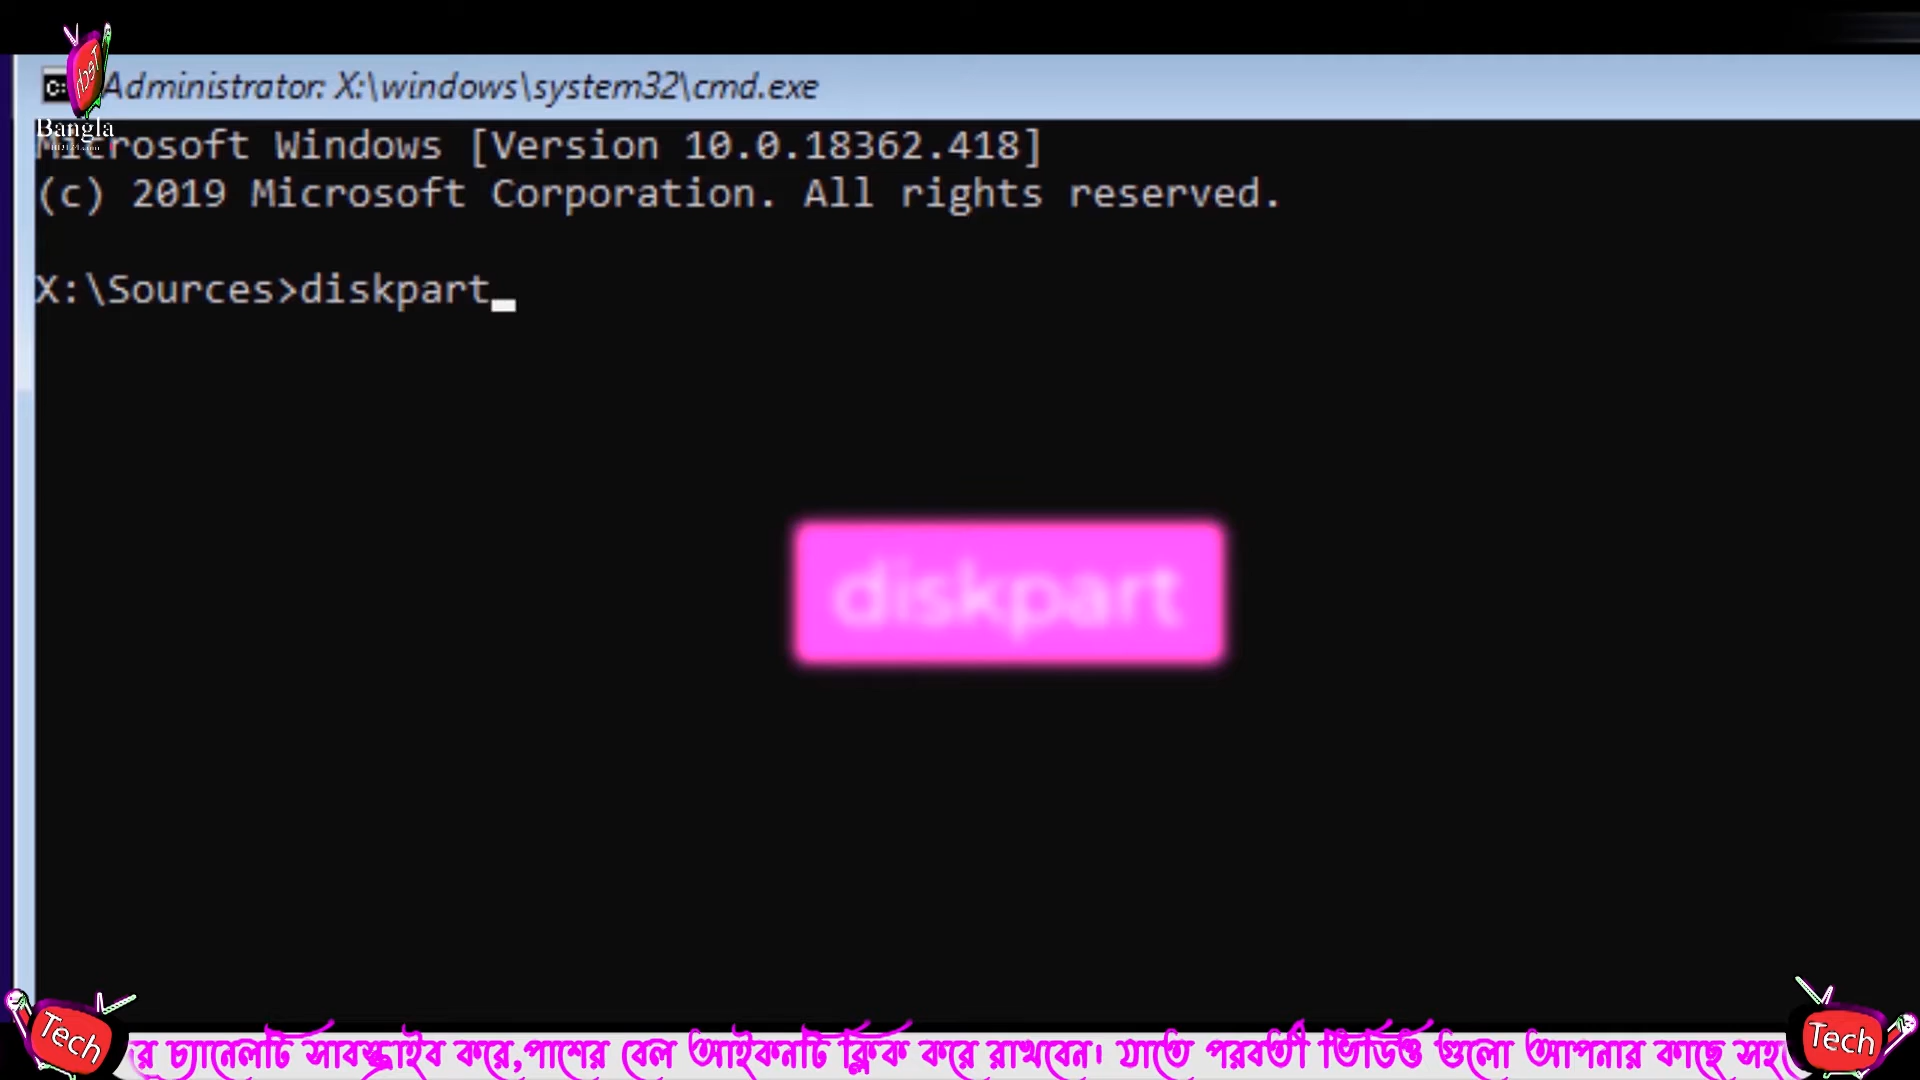 Administrator: X:\windows\system32\cmd.exe
Bangla
Microsoft Windows [Version 10.0.18362.418]
(c) 2019 Microsoft Corporation. All rights reserved.
X:\Sources>diskpart
diskpart
Tech
চ্যানেলটি সাবস্ক্রাইব করে,পাশের বেল আইকনটি ক্লিক করে রাখবেন। যাতে পরবর্তী ভিডিও গুলো আপনার কাছে
Tech